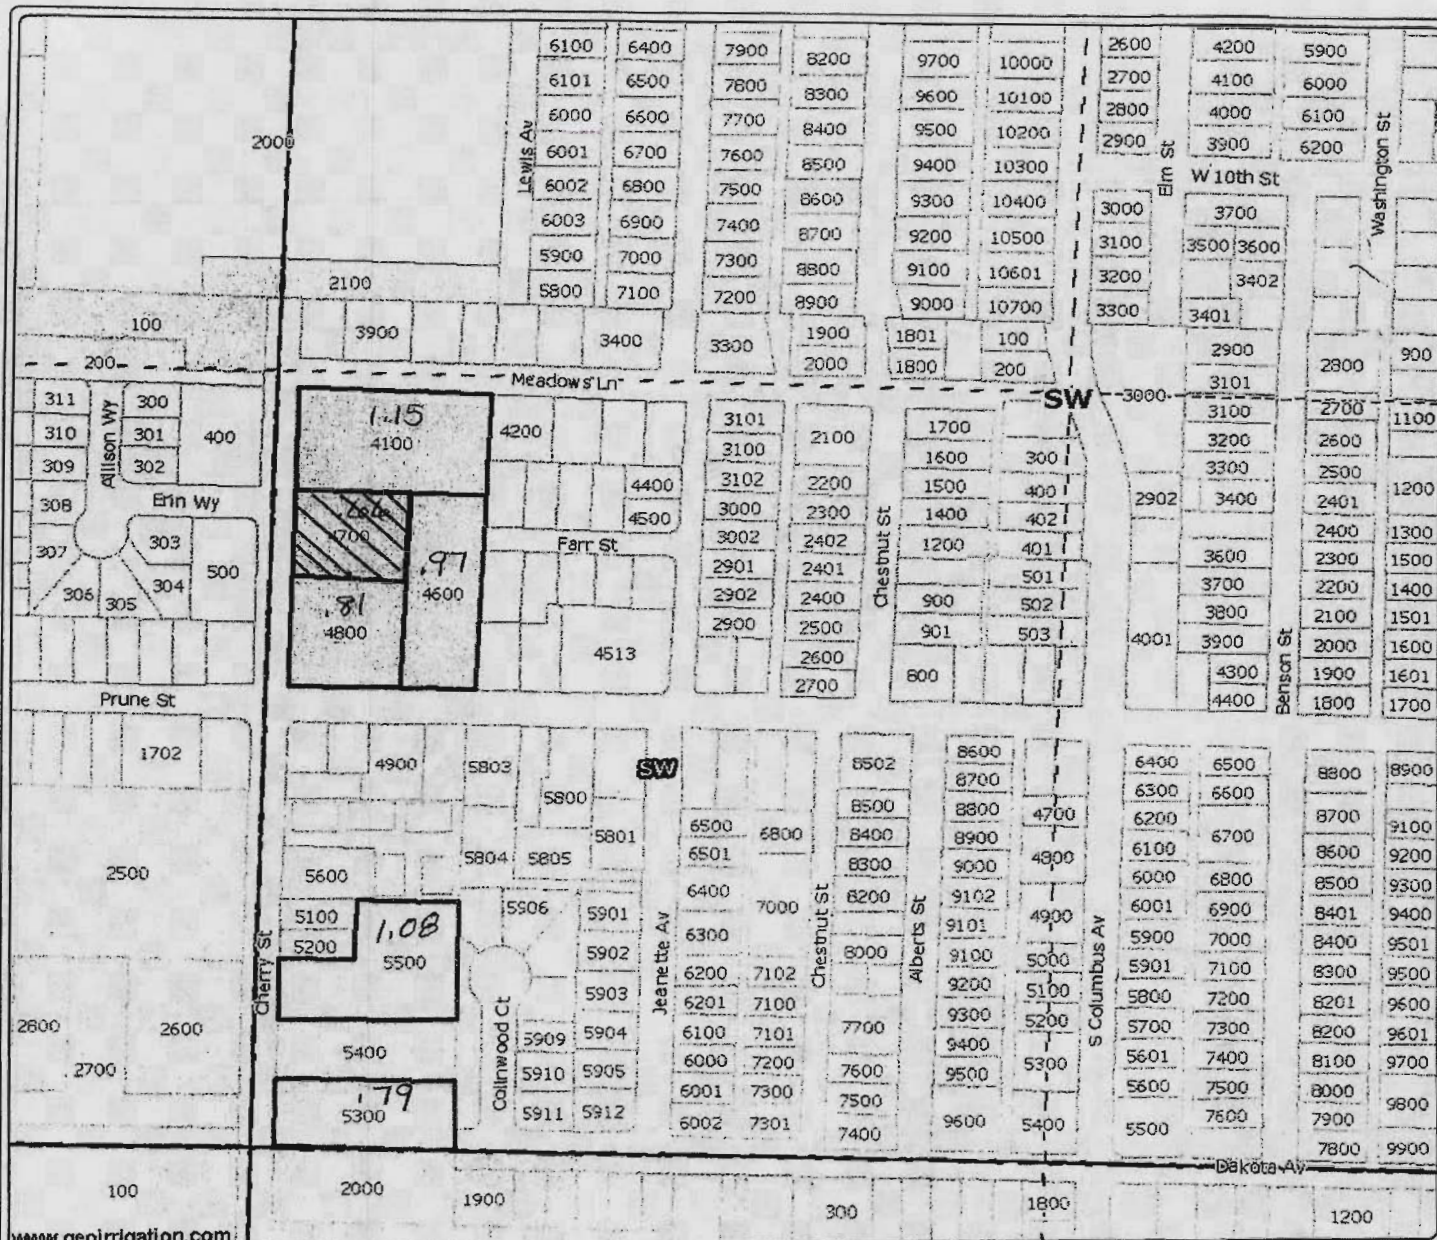 6100 6400 7900 8200 9700 10000 2600 4200 5900
6101 6500 7800 8300 9600 10100 2700 4100 6000
6000 6600 7700 8400 9500 10200 2800 4000 6100
2000 Lewis Av 6001 6700 7600 8500 9400 10300 2900 3900 6200 Washington St
6002 6800 7500 8600 9300 10400 Elm St W 10th St
6003 6900 7400 8700 9200 10500 3000 3700
5900 7000 7300 8800 9100 10601 3100 3500 3600
2100 5800 7100 7200 8900 9000 10700 3200 3402
3300 3401
100 3900 3400 3300 1900 1801 100 2900 2800 900
200 2000 1800 200 3101
Meadows Ln SW 3000
311 300 1.15 3101 1700 3100 2700 1100
310 Allison Wy 301 400 4100 4200 3100 2100 1600 300 3200 2600
309 302 4400 3102 2200 1500 400 3300 2500 1200
308 Erin Wy 4700 4500 3000 2300 Chestnut St 1400 402 2902 3400 2401
307 303 500 .97 Farr St 3002 2402 1200 401 3600 2400 1300
306 305 304 4600 2901 2401 501 3700 2300 1500
.81 2902 2400 900 502 3800 2200 1400
4800 4513 2900 2500 901 503 4001 3900 2100 1501
2600 800 4300 Benson St 2000 1600
2700 4400 1900 1601
Prune St 1800 1700
1702 4900 5803 SW 8502 8600 6400 6500 8800 8900
5800 8500 8700 6300 6600
5801 6500 6800 8400 8800 4700 6200 6700 8700 9100
2500 5600 5804 5805 6501 8300 8900 4800 6100 8600 9200
5100 1.08 5906 5901 6400 7000 8200 9000 6000 6800 8500 9300
5200 5500 5902 6300 Chestnut St 8000 Alberts St 9102 4900 6001 6900 8401 9400
Cherry St 5903 Jeanette Av 6200 7102 9101 5000 S Columbus Av 5900 7000 8400 9501
2800 2600 Colinwood Ct 6201 7100 9100 5100 5901 7100 8300 9500
5400 5909 5904 6100 7101 7700 9200 5200 5800 7200 8201 9600
2700 5910 5905 6000 7200 7600 9300 5300 5700 7300 8200 9601
.79 5911 5912 6001 7300 7500 9400 5601 7400 8100 9700
5300 6002 7301 7400 9500 5600 7500 8000 9800
9600 5400 5500 7600 7900
7800 9900
Dakota Av
100 2000 1900 300 1800 1200
www.geoirrigation.com